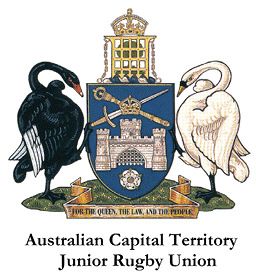 FOR THE QUEEN, THE LAW, AND THE PEOPLE
Australian Capital Territory
Junior Rugby Union